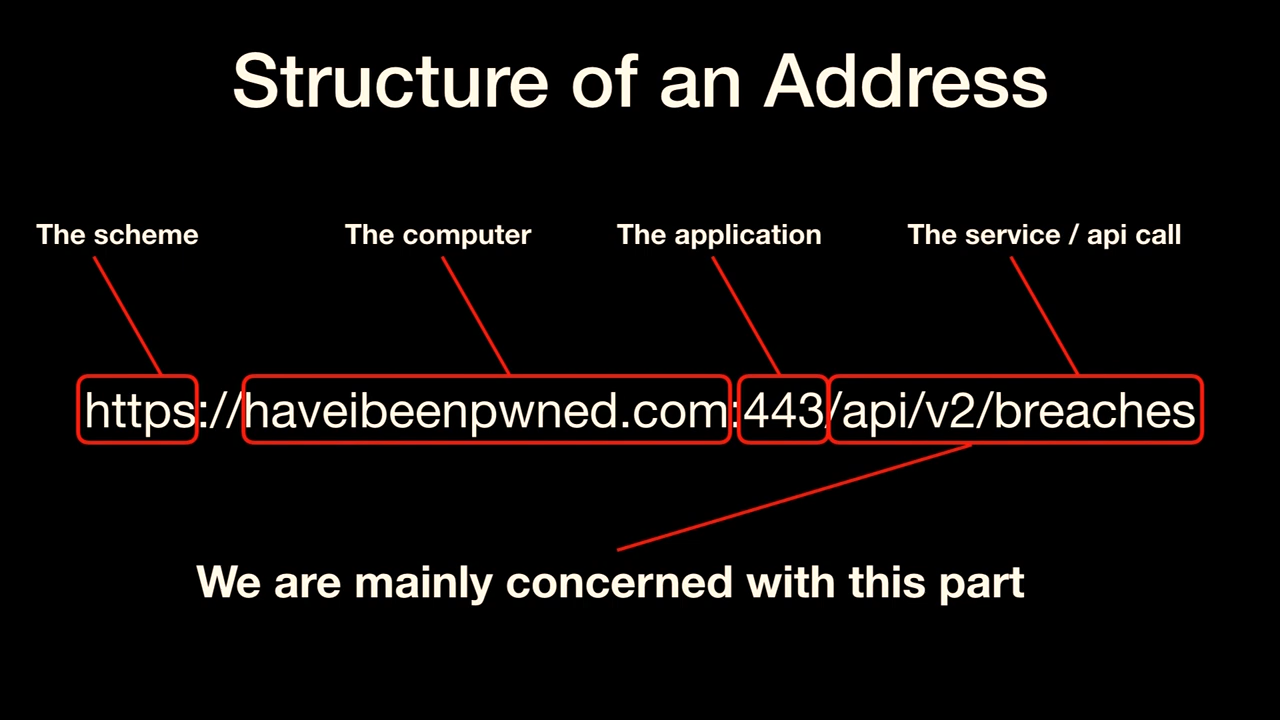 Structure of an Address
The scheme The computer The application The service / api call
https://haveibeenpwned.com:443/api/v2/breaches
We are mainly concerned with this part